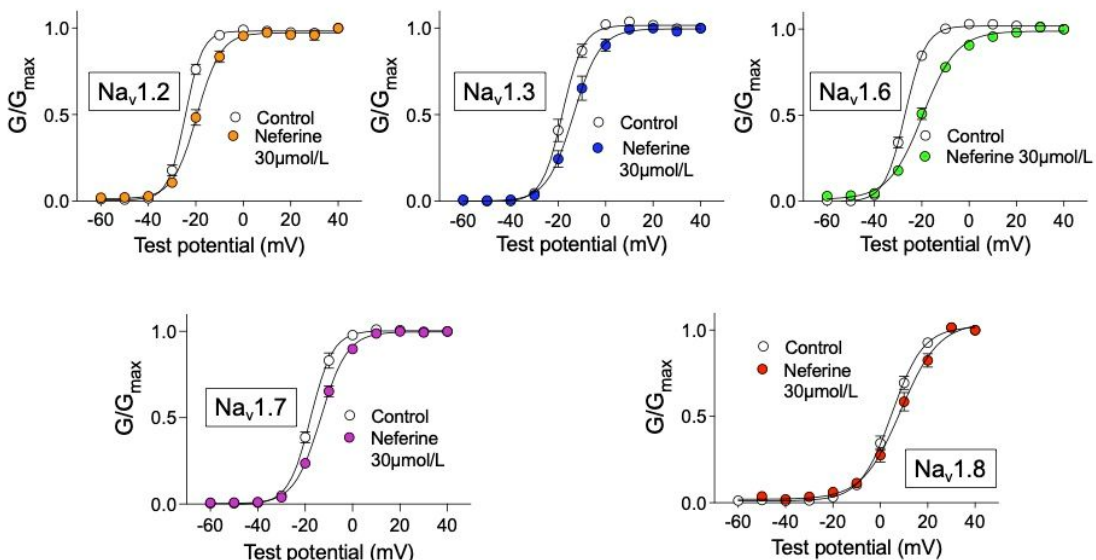 G/Gmax
1.0
0.5
0.0
Nav1.2
Control
Neferine
30μmol/L
-60 -40 -20 0 20 40
Test potential (mV)
G/Gmax
1.0
0.5
0.0
Nav1.3
Control
Neferine
30μmol/L
-60 -40 -20 0 20 40
Test potential (mV)
G/Gmax
1.0
0.5
0.0
Nav1.6
Control
Neferine 30μmol/L
-60 -40 -20 0 20 40
Test potential (mV)
G/Gmax
1.0
0.5
0.0
Nav1.7
Control
Neferine
30μmol/L
-60 -40 -20 0 20 40
Test potential (mV)
G/Gmax
1.0
0.5
0.0
Control
Neferine
30μmol/L
Nav1.8
-60 -40 -20 0 20 40
Test potential (mV)